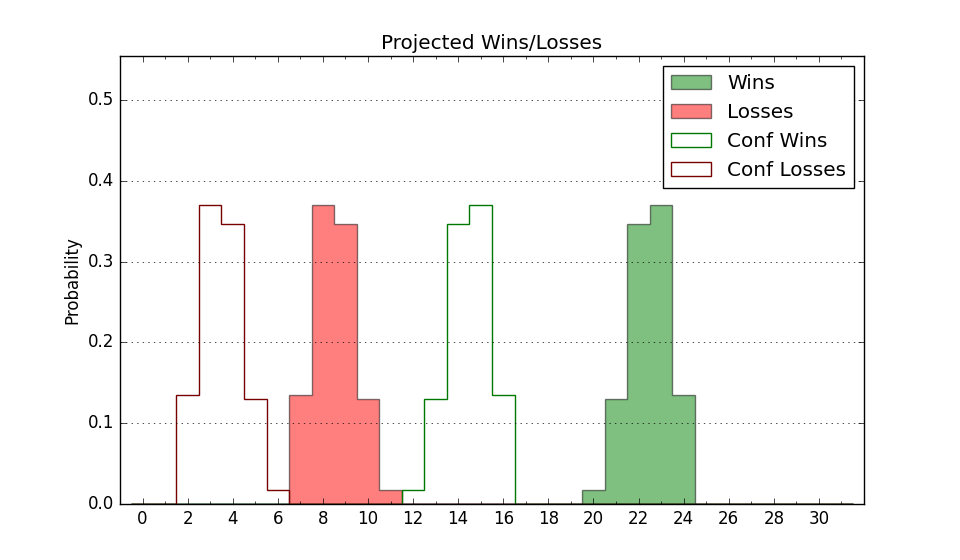 Projected Wins/Losses
Wins
Losses
Conf Wins
Conf Losses
Probability
0.5
0.4
0.3
0.2
0.1
0.0
0 2 4 6 8 10 12 14 16 18 20 22 24 26 28 30